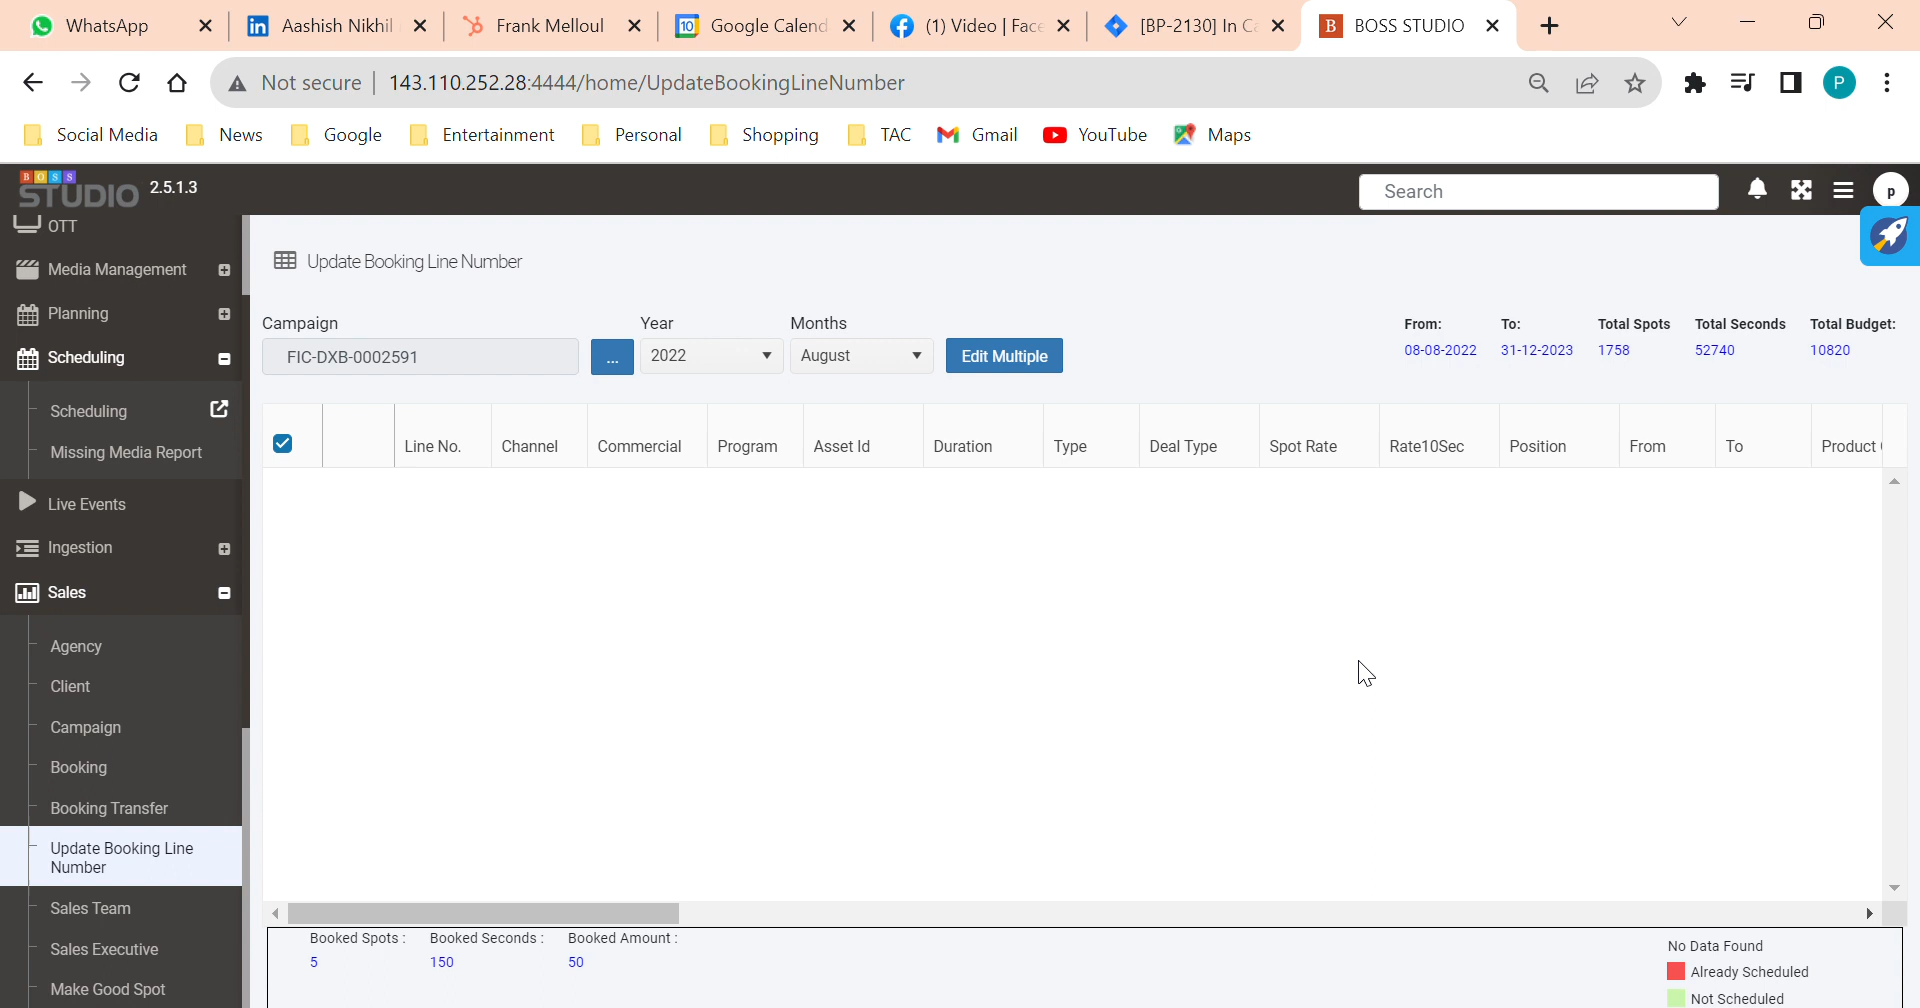 WhatsApp
Aashish Nikhil
Frank Melloul
Google Calend
(1) Video | Face
[BP-2130] In Ca
BOSS STUDIO
Not secure
143.110.252.28:4444/home/UpdateBookingLineNumber
P
Social Media
News
Google
Entertainment
Personal
Shopping
TAC
Gmail
YouTube
Maps
BOSS
STUDIO
2.5.1.3
Search
p
OTT
Media Management
Planning
Scheduling
Scheduling
Missing Media Report
Live Events
Ingestion
Sales
Agency
Client
Campaign
Booking
Booking Transfer
Update Booking Line
Number
Sales Team
Sales Executive
Make Good Spot
Update Booking Line Number
Campaign
Year
Months
FIC-DXB-0002591
...
2022
August
Edit Multiple
From:
To:
Total Spots
Total Seconds
Total Budget:
08-08-2022
31-12-2023
1758
52740
10820
Line No.
Channel
Commercial
Program
Asset Id
Duration
Type
Deal Type
Spot Rate
Rate10Sec
Position
From
To
Product
Booked Spots :
Booked Seconds :
Booked Amount :
5
150
50
No Data Found
Already Scheduled
Not Scheduled